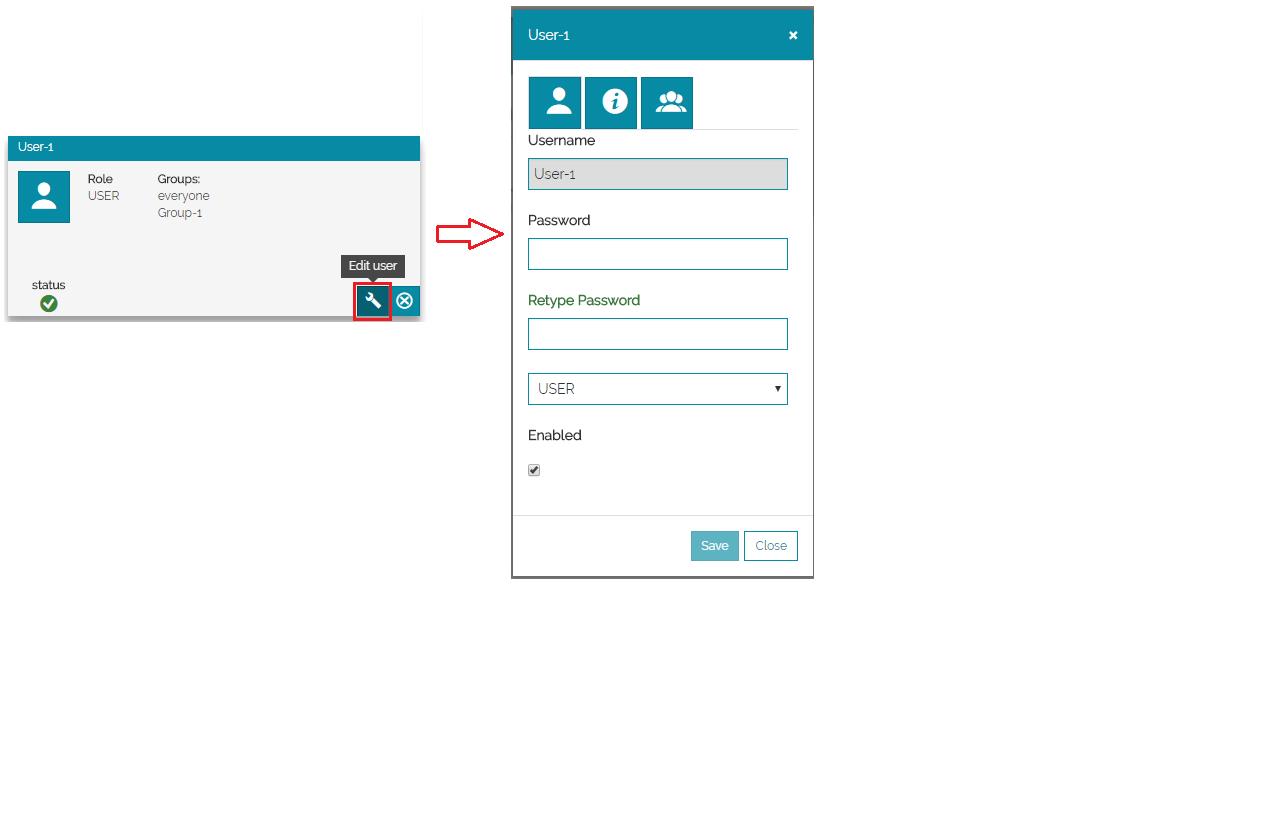 User-1
Role
Groups:
USER
everyone
Group-1
Edit user
status
User-1
Username
User-1
Password
Retype Password
USER
Enabled
Save
Close